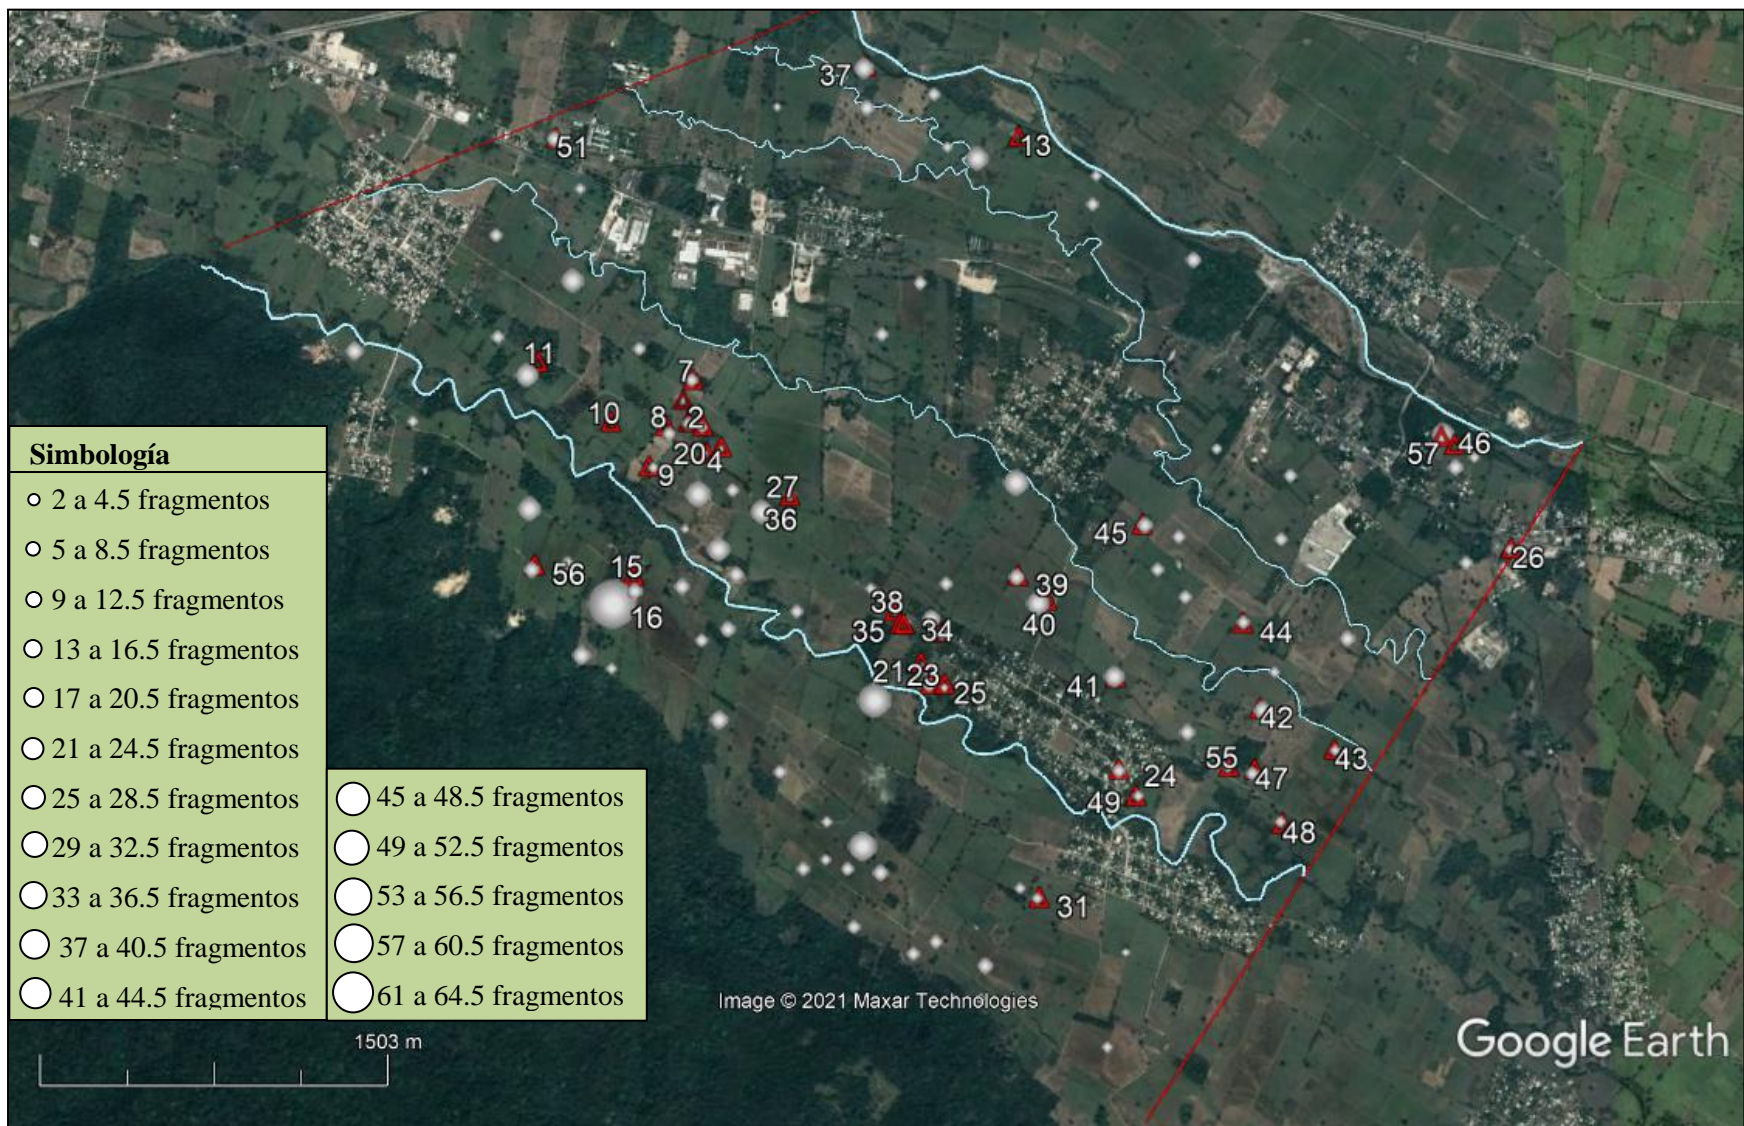 37
13
51
11
7
10
8
2
20
4
9
27
36
57
46
45
26
15
56
16
39
40
38
35
34
44
21
23
25
41
42
43
55
47
24
49
48
31
Simbología
2 a 4.5 fragmentos
5 a 8.5 fragmentos
9 a 12.5 fragmentos
13 a 16.5 fragmentos
17 a 20.5 fragmentos
21 a 24.5 fragmentos
25 a 28.5 fragmentos
29 a 32.5 fragmentos
33 a 36.5 fragmentos
37 a 40.5 fragmentos
41 a 44.5 fragmentos
45 a 48.5 fragmentos
49 a 52.5 fragmentos
53 a 56.5 fragmentos
57 a 60.5 fragmentos
61 a 64.5 fragmentos
Image © 2021 Maxar Technologies
1503 m
Google Earth